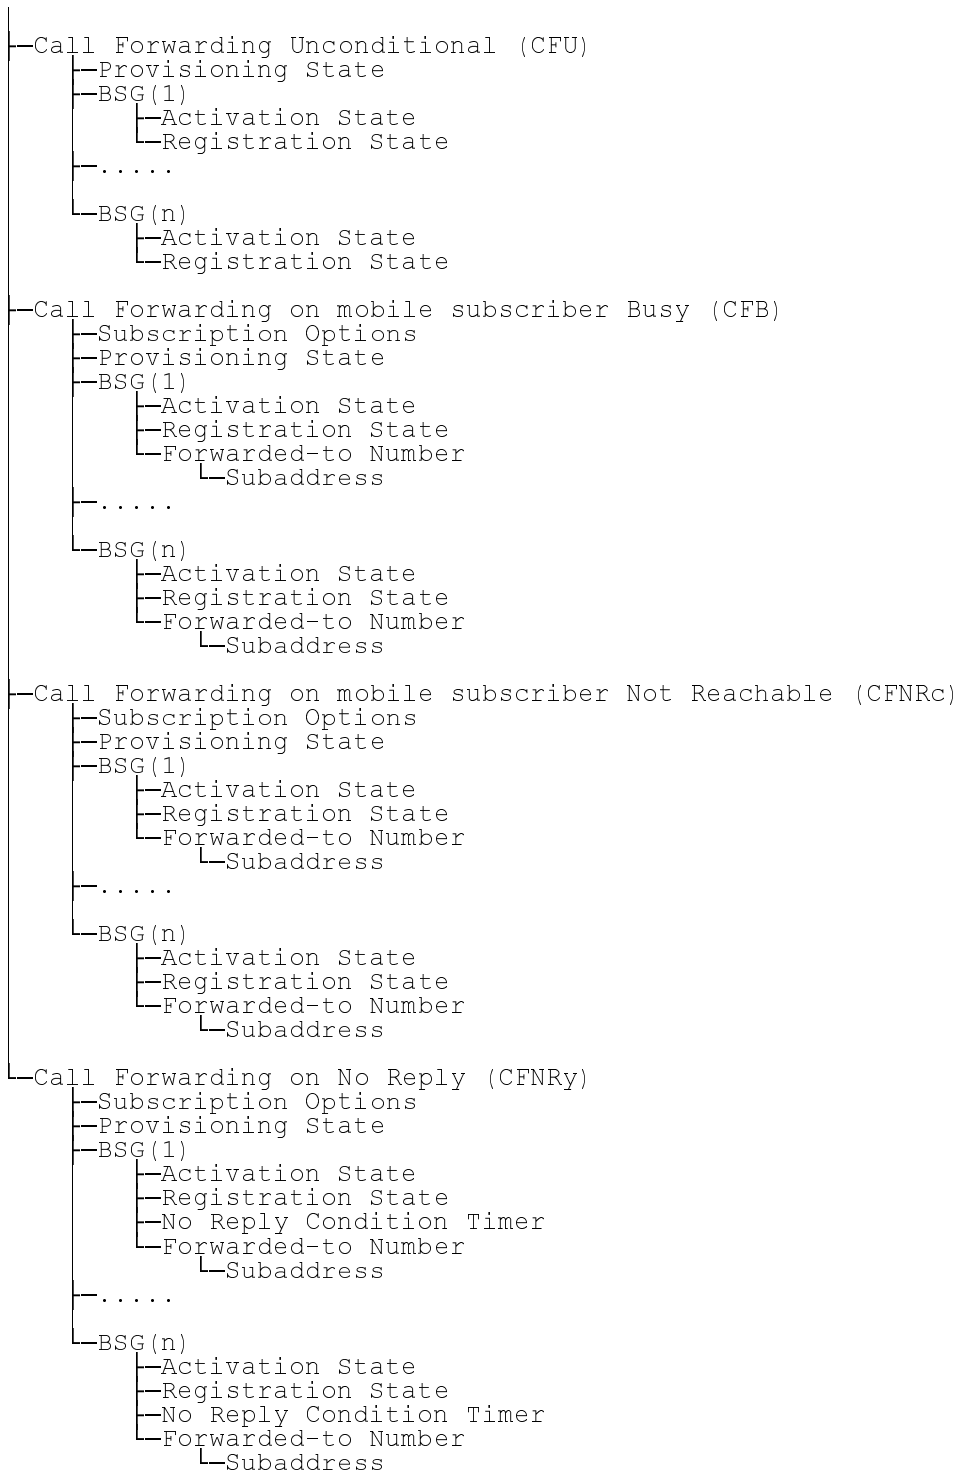 Call Forwarding Unconditional (CFU)
Provisioning State
BSG(1)
Activation State
Registration State
.....
BSG(n)
Activation State
Registration State
Call Forwarding on mobile subscriber Busy (CFB)
Subscription Options
Provisioning State
BSG(1)
Activation State
Registration State
Forwarded-to Number
Subaddress
.....
BSG(n)
Activation State
Registration State
Forwarded-to Number
Subaddress
Call Forwarding on mobile subscriber Not Reachable (CFNRc)
Subscription Options
Provisioning State
BSG(1)
Activation State
Registration State
Forwarded-to Number
Subaddress
.....
BSG(n)
Activation State
Registration State
Forwarded-to Number
Subaddress
Call Forwarding on No Reply (CFNRy)
Subscription Options
Provisioning State
BSG(1)
Activation State
Registration State
No Reply Condition Timer
Forwarded-to Number
Subaddress
.....
BSG(n)
Activation State
Registration State
No Reply Condition Timer
Forwarded-to Number
Subaddress